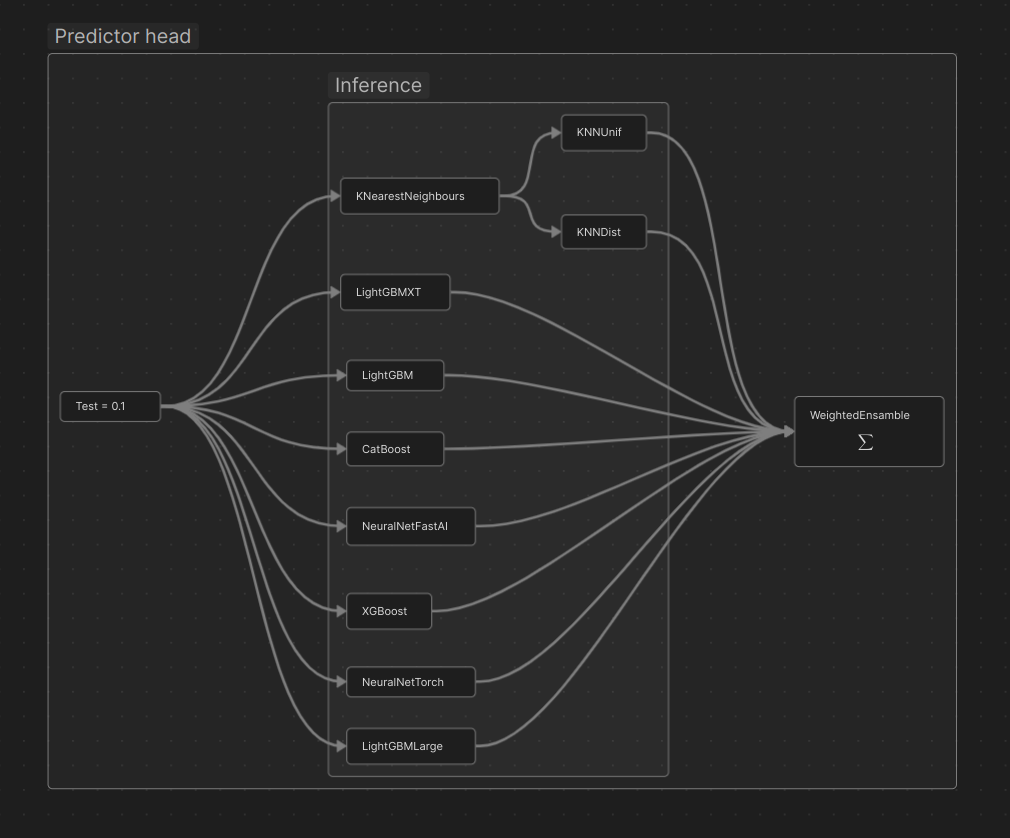 Predictor head
Inference
KNNUnif
KNearestNeighbours
KNNDist
LightGBMXT
LightGBM
Test = 0.1
WeightedEnsamble
∑
CatBoost
NeuralNetFastAI
XGBoost
NeuralNetTorch
LightGBMLarge